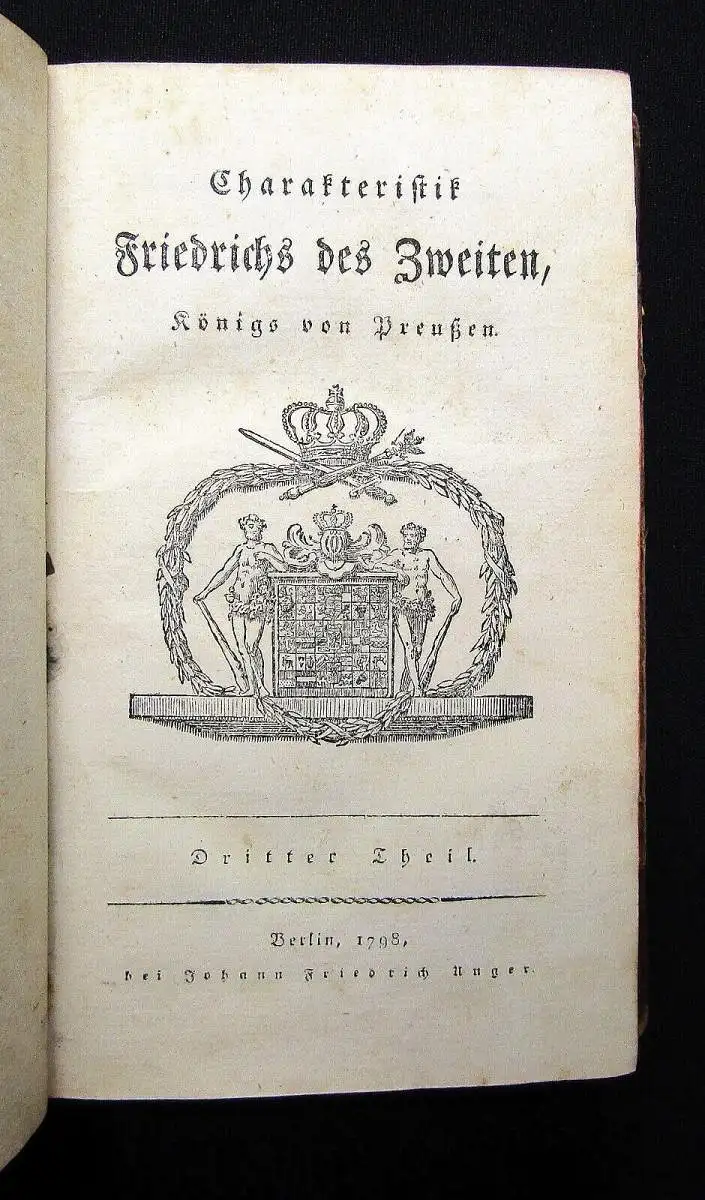 Charakteristik
Friedrichs des Zweiten,
Königs von Preußen.
Dritter Theil.
Berlin, 1798,
bei Johann Friedrich Unger.